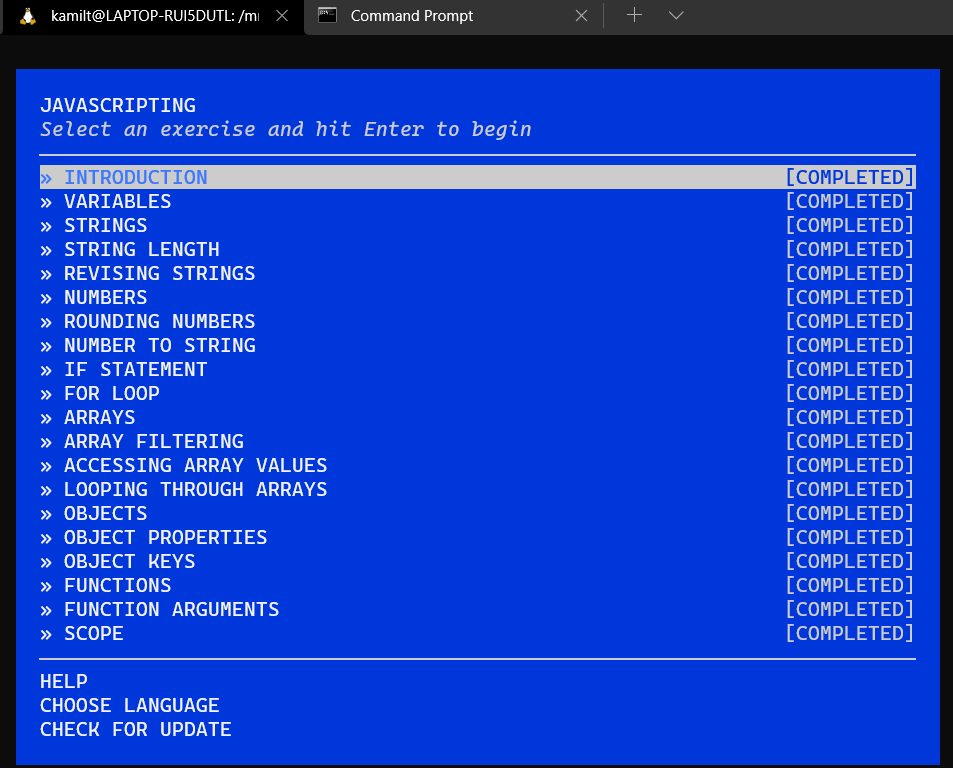 kamilt@LAPTOP-RUI5DUTL: /m
Command Prompt
JAVASCRIPTING
Select an exercise and hit Enter to begin
» INTRODUCTION [COMPLETED]
» VARIABLES [COMPLETED]
» STRINGS [COMPLETED]
» STRING LENGTH [COMPLETED]
» REVISING STRINGS [COMPLETED]
» NUMBERS [COMPLETED]
» ROUNDING NUMBERS [COMPLETED]
» NUMBER TO STRING [COMPLETED]
» IF STATEMENT [COMPLETED]
» FOR LOOP [COMPLETED]
» ARRAYS [COMPLETED]
» ARRAY FILTERING [COMPLETED]
» ACCESSING ARRAY VALUES [COMPLETED]
» LOOPING THROUGH ARRAYS [COMPLETED]
» OBJECTS [COMPLETED]
» OBJECT PROPERTIES [COMPLETED]
» OBJECT KEYS [COMPLETED]
» FUNCTIONS [COMPLETED]
» FUNCTION ARGUMENTS [COMPLETED]
» SCOPE [COMPLETED]
HELP
CHOOSE LANGUAGE
CHECK FOR UPDATE